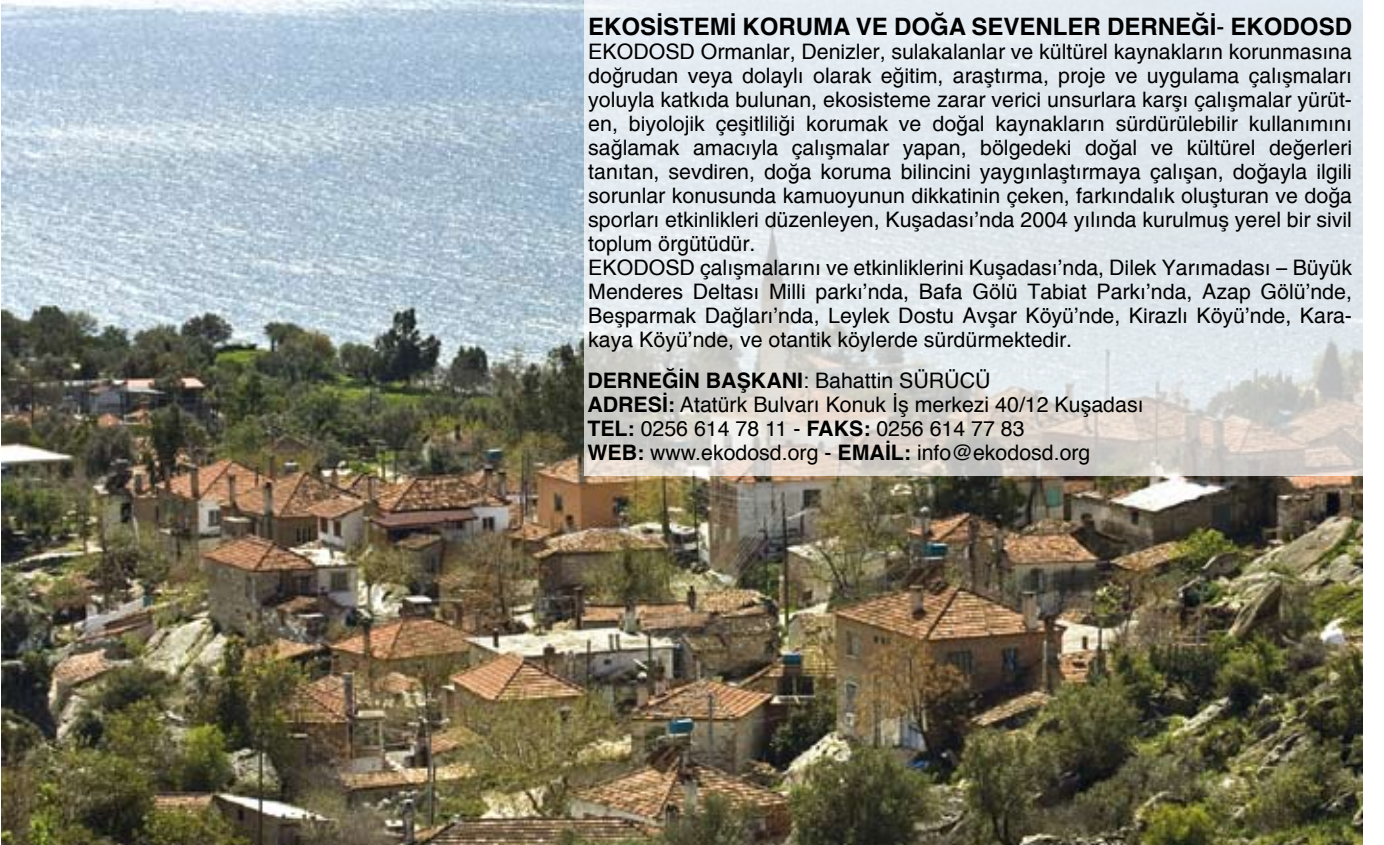 EKOSİSTEMİ KORUMA VE DOĞA SEVENLER DERNEĞİ- EKODOSD
EKODOSD Ormanlar, Denizler, sulakalanlar ve kültürel kaynakların korunmasına
doğrudan veya dolaylı olarak eğitim, araştırma, proje ve uygulama çalışmaları
yoluyla katkıda bulunan, ekosisteme zarar verici unsurlara karşı çalışmalar yürüt-
en, biyolojik çeşitliliği korumak ve doğal kaynakların sürdürülebilir kullanımını
sağlamak amacıyla çalışmalar yapan, bölgedeki doğal ve kültürel değerleri
tanıtan, sevdiren, doğa koruma bilincini yaygınlaştırmaya çalışan, doğayla ilgili
sorunlar konusunda kamuoyunun dikkatinin çeken, farkındalık oluşturan ve doğa
sporları etkinlikleri düzenleyen, Kuşadası’nda 2004 yılında kurulmuş yerel bir sivil
toplum örgütüdür.
EKODOSD çalışmalarını ve etkinliklerini Kuşadası’nda, Dilek Yarımadası – Büyük
Menderes Deltası Milli parkı’nda, Bafa Gölü Tabiat Parkı’nda, Azap Gölü’nde,
Beşparmak Dağları’nda, Leylek Dostu Avşar Köyü’nde, Kirazlı Köyü’nde, Kara-
kaya Köyü’nde, ve otantik köylerde sürdürmektedir.
DERNEĞİN BAŞKANI: Bahattin SÜRÜCÜ
ADRESİ: Atatürk Bulvarı Konuk İş merkezi 40/12 Kuşadası
TEL: 0256 614 78 11 - FAKS: 0256 614 77 83
WEB: www.ekodosd.org - EMAİL: info@ekodosd.org